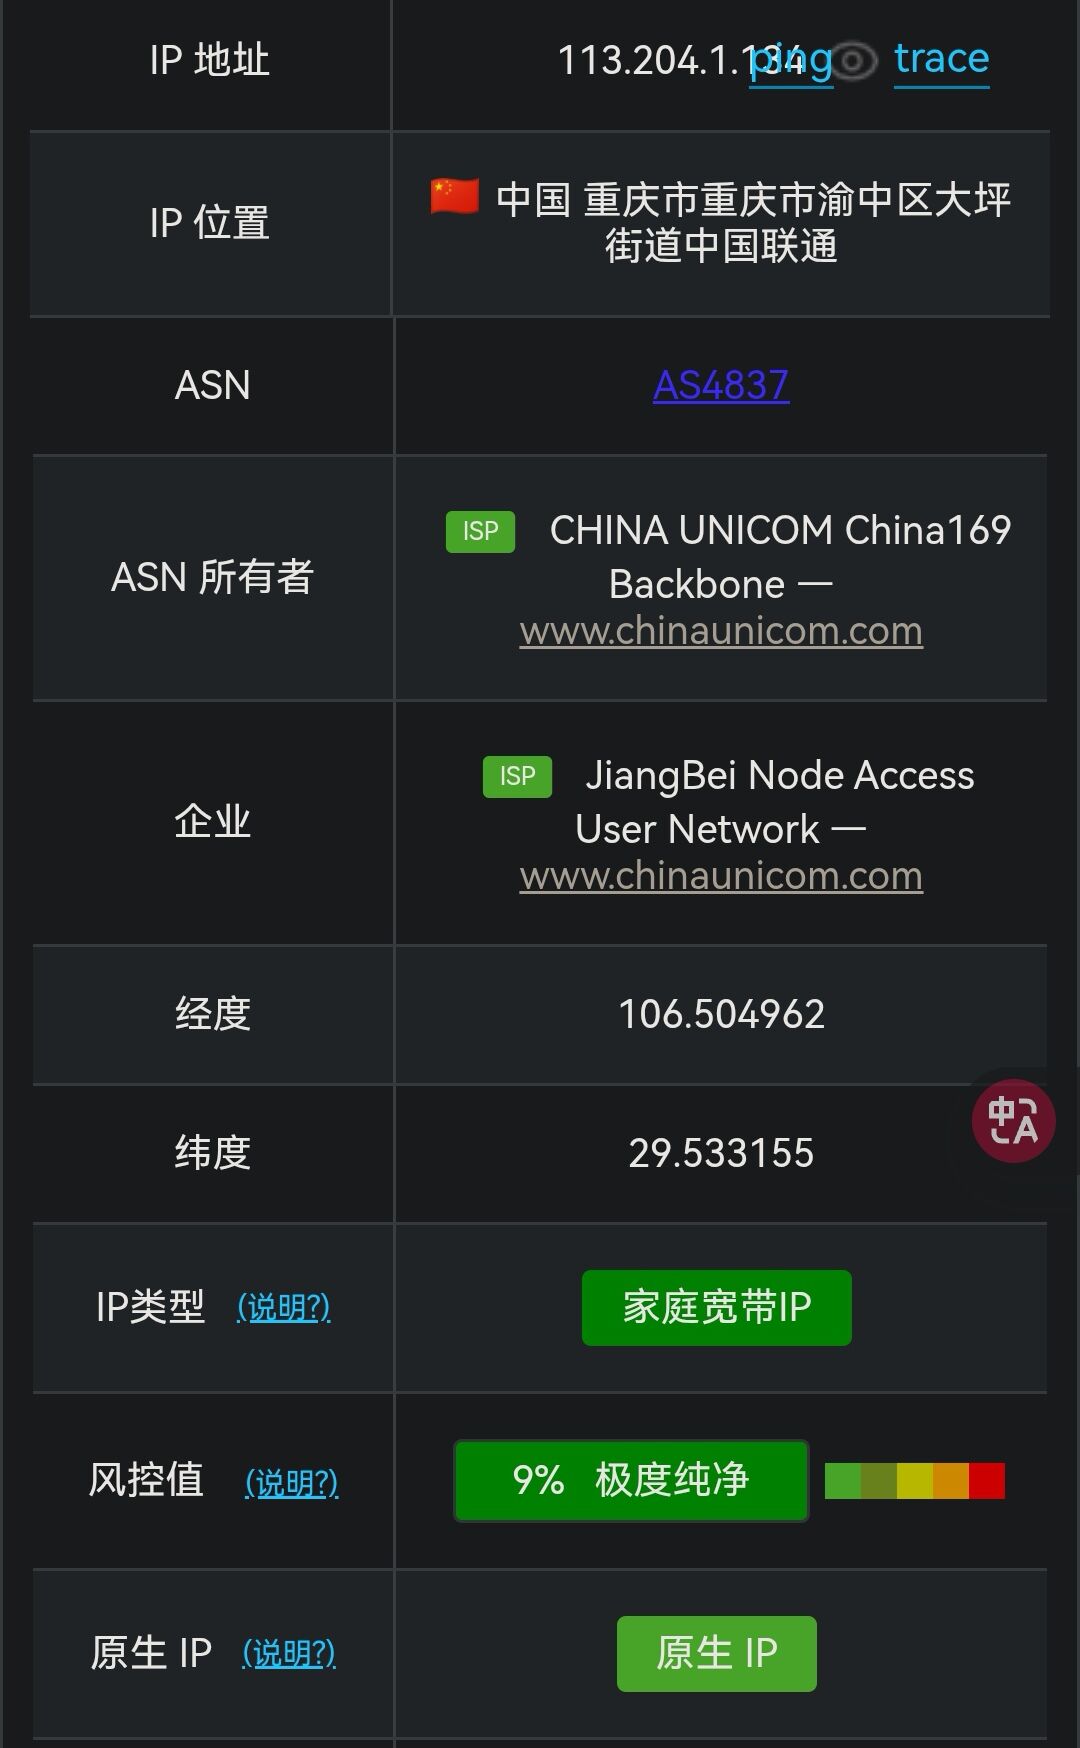 IP 地址
113.204.1.134
ping
trace
IP 位置
中国 重庆市重庆市渝中区大坪
街道中国联通
ASN
AS4837
ASN 所有者
ISP CHINA UNICOM China169
Backbone —
www.chinaunicom.com
企业
ISP JiangBei Node Access
User Network —
www.chinaunicom.com
经度
106.504962
纬度
29.533155
中A
IP类型 (说明?)
家庭宽带IP
风控值 (说明?)
9% 极度纯净
原生 IP (说明?)
原生 IP